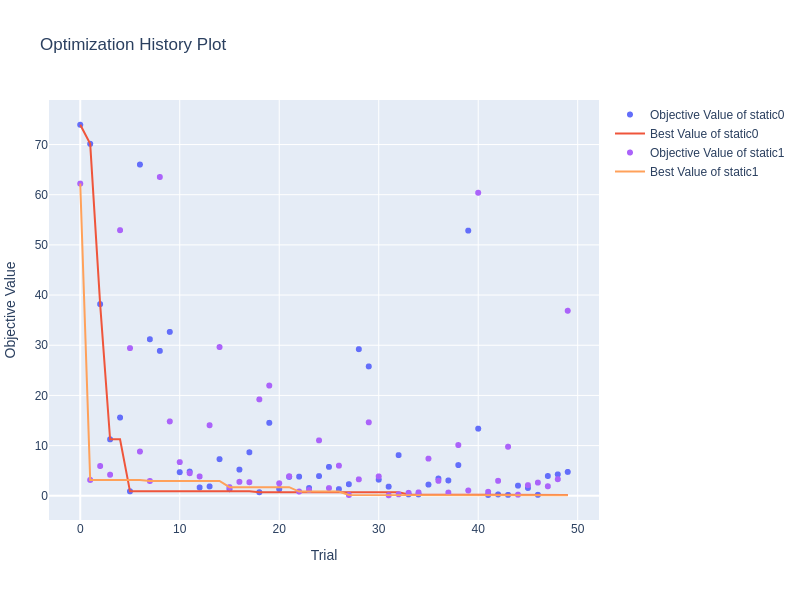 Optimization History Plot
Objective Value of static0
Best Value of static0
Objective Value of static1
Best Value of static1
70
60
50
40
30
20
10
0
Objective Value
0
10
20
30
40
50
Trial